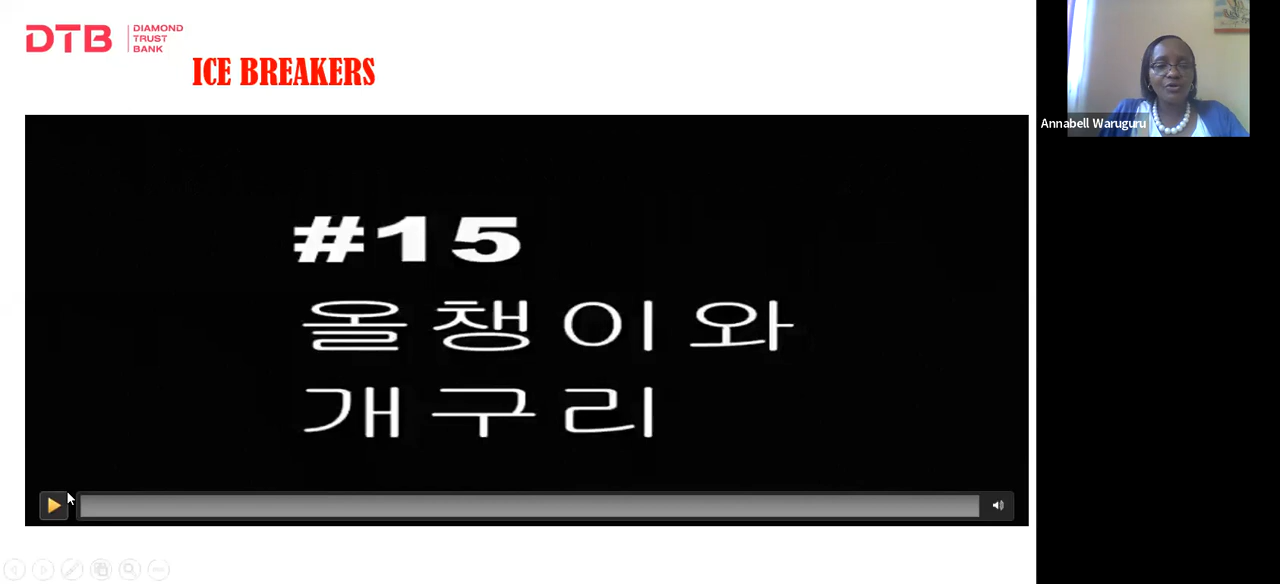 DTB
DIAMOND
TRUST
BANK
ICE BREAKERS
#15
올챙이와
개구리
Annabell Waruguru